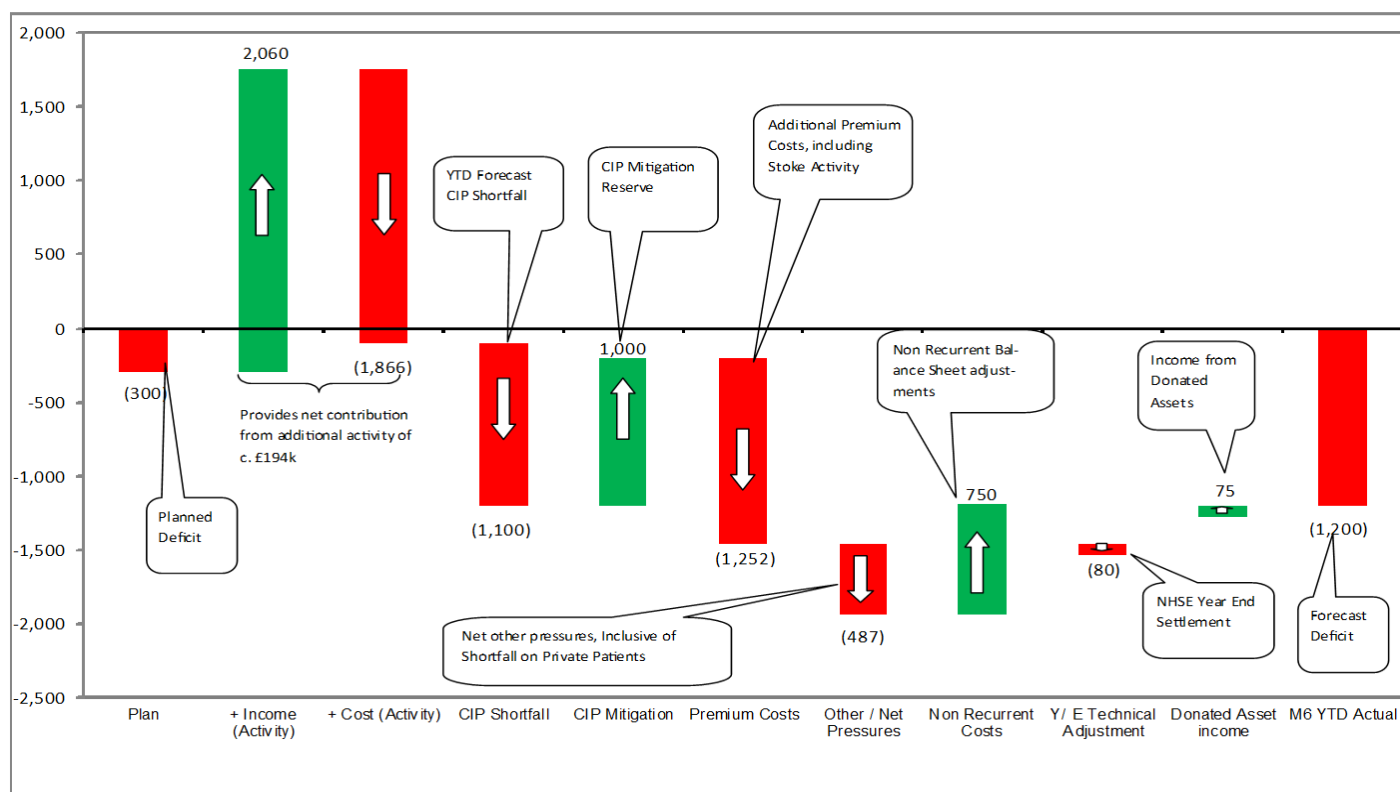 2,000
1,500
1,000
500
0
-500
-1,000
-1,500
-2,000
-2,500
2,060
(300)
(1,866)
(1,100)
1,000
(1,252)
(487)
750
(80)
75
(1,200)
Planned
Deficit
Provides net contribution
from additional activity of
c. £194k
YTD Forecast
CIP Shortfall
CIP Mitigation
Reserve
Additional Premium
Costs, including
Stoke Activity
Net other pressures, Inclusive of
Shortfall on Private Patients
Non Recurrent Bal-
ance Sheet adjust-
ments
NHSE Year End
Settlement
Income from
Donated
Assets
Forecast
Deficit
Plan
+ Income
(Activity)
+ Cost (Activity)
CIP Shortfall
CIP Mitigation
Premium Costs
Other / Net
Pressures
Non Recurrent
Costs
Y/ E Technical
Adjustment
Donated Asset
income
M6 YTD Actual